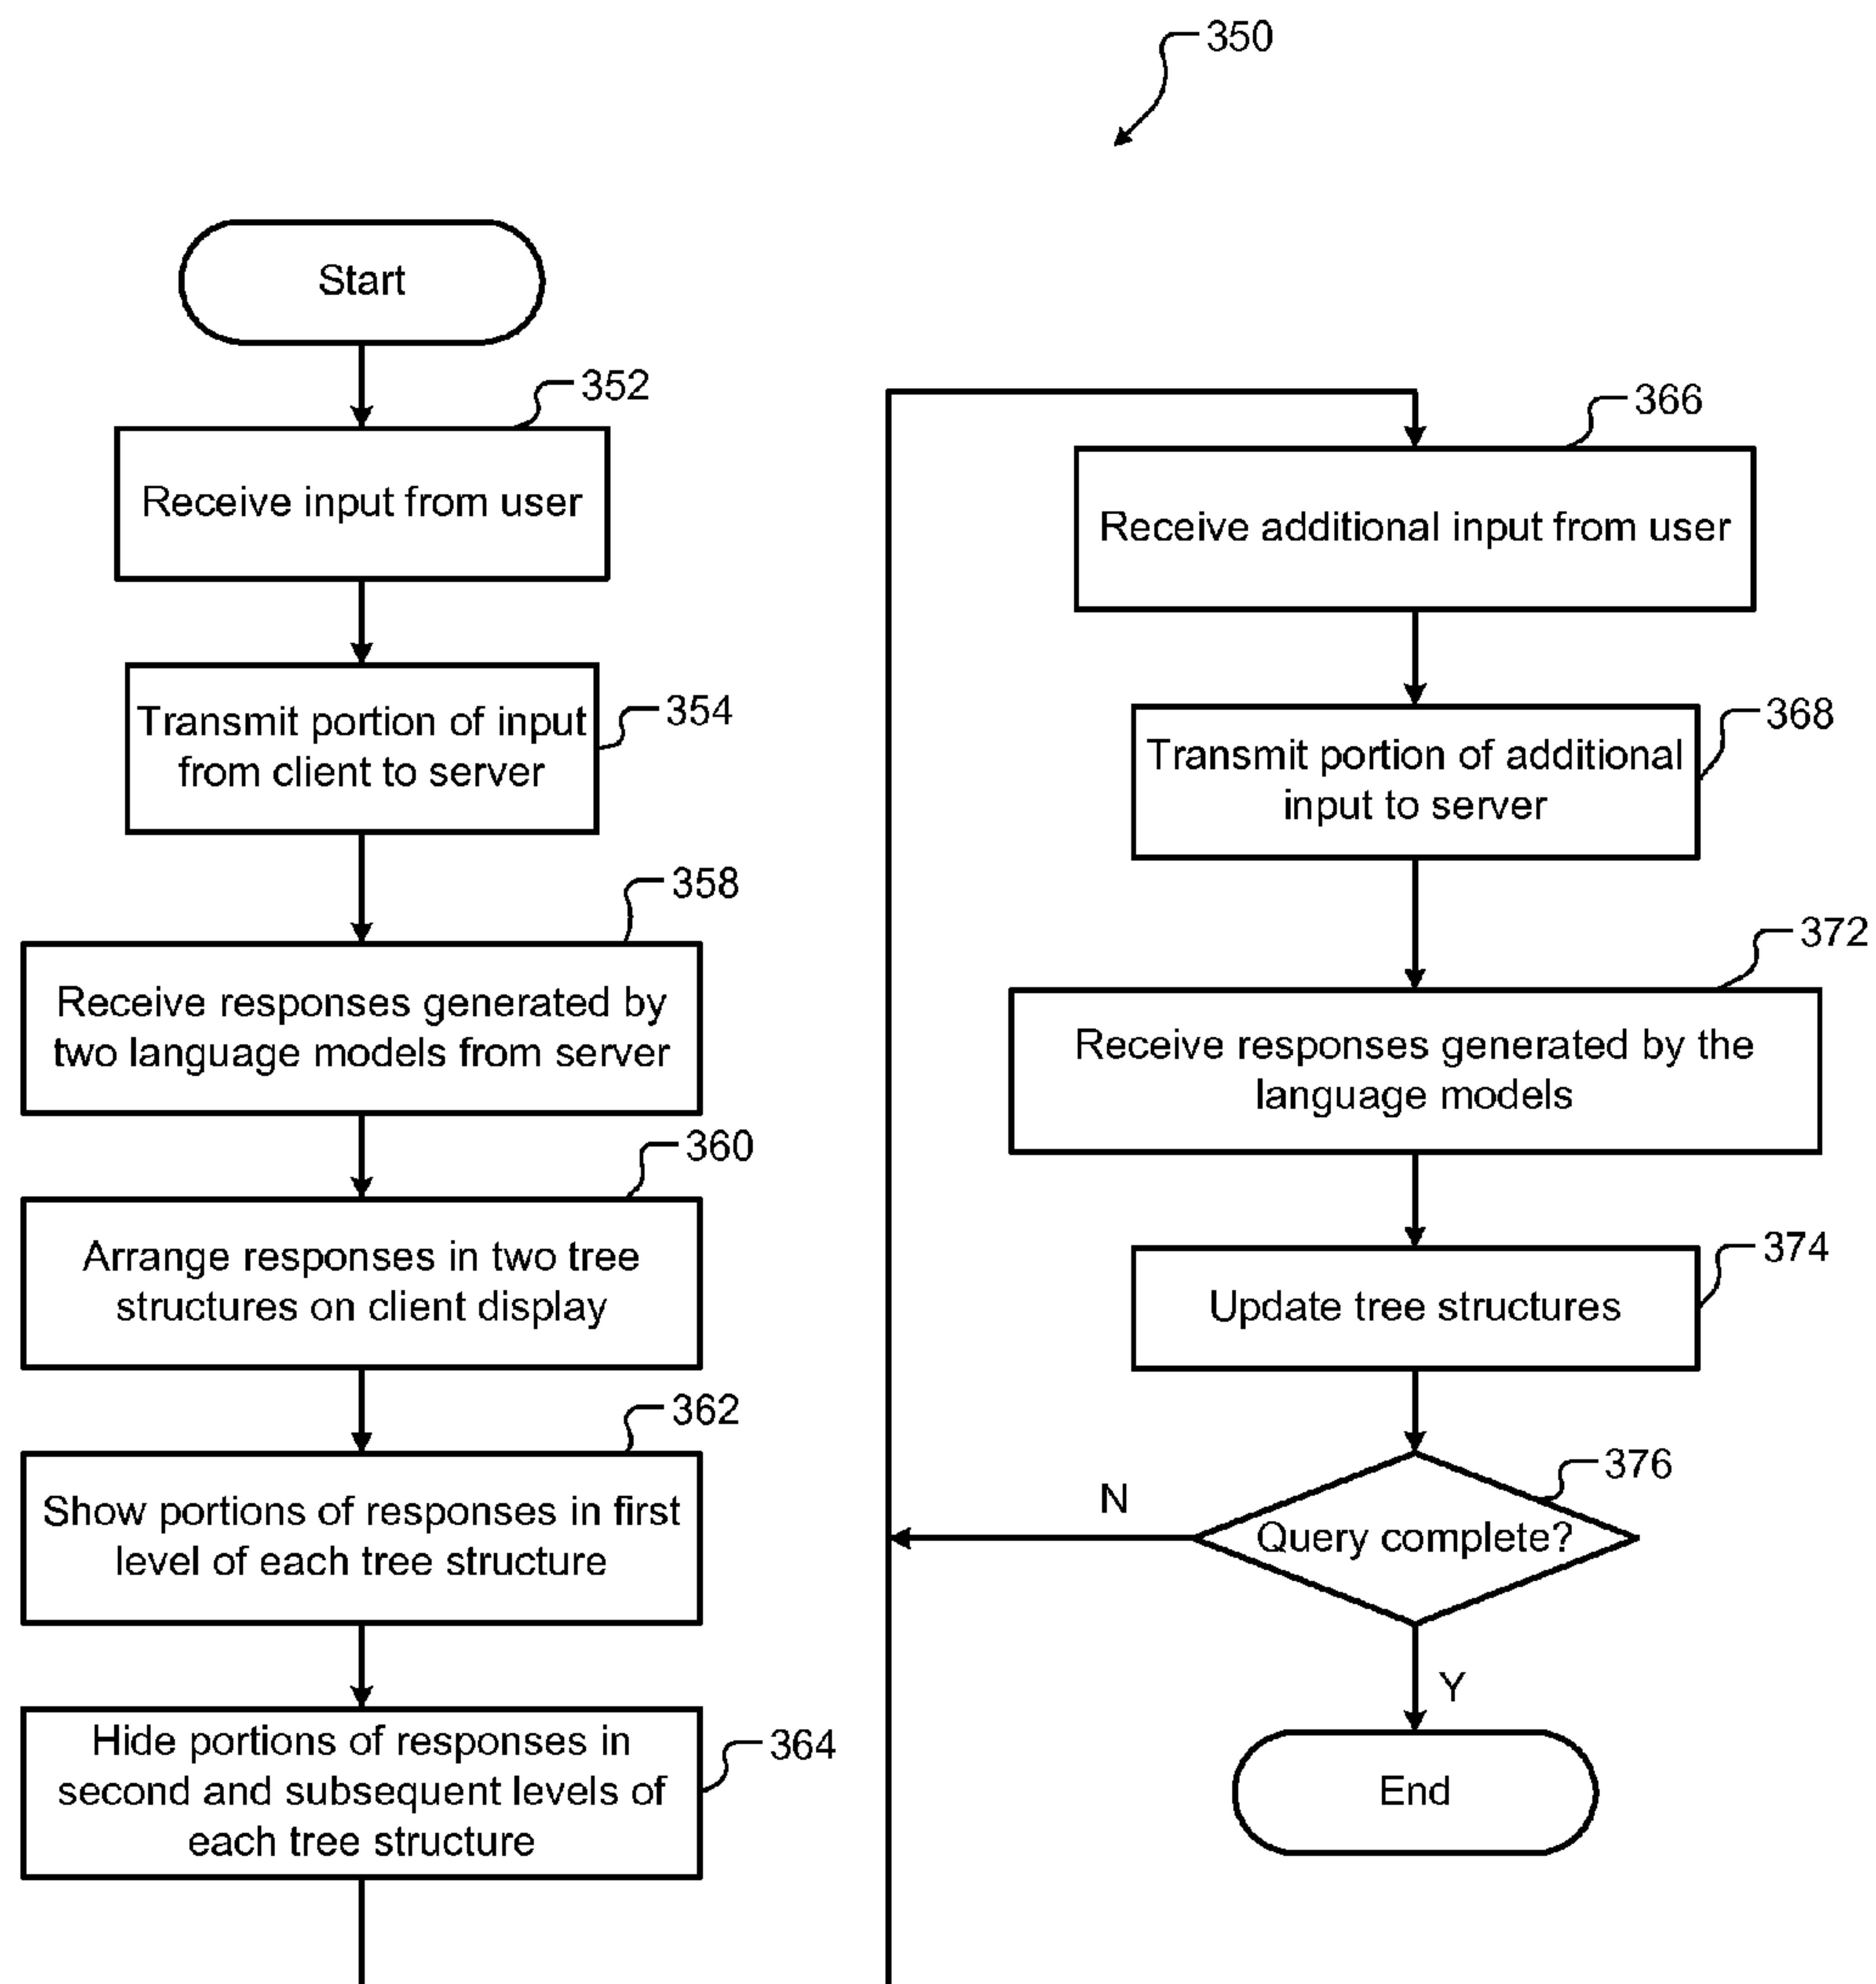 350
Start
352
Receive input from user
354
Transmit portion of input
from client to server
358
Receive responses generated by
two language models from server
360
Arrange responses in two tree
structures on client display
362
Show portions of responses in first
level of each tree structure
364
Hide portions of responses in
second and subsequent levels of
each tree structure
366
Receive additional input from user
368
Transmit portion of additional
input to server
372
Receive responses generated by the
language models
374
Update tree structures
376
Query complete?
N
Y
End